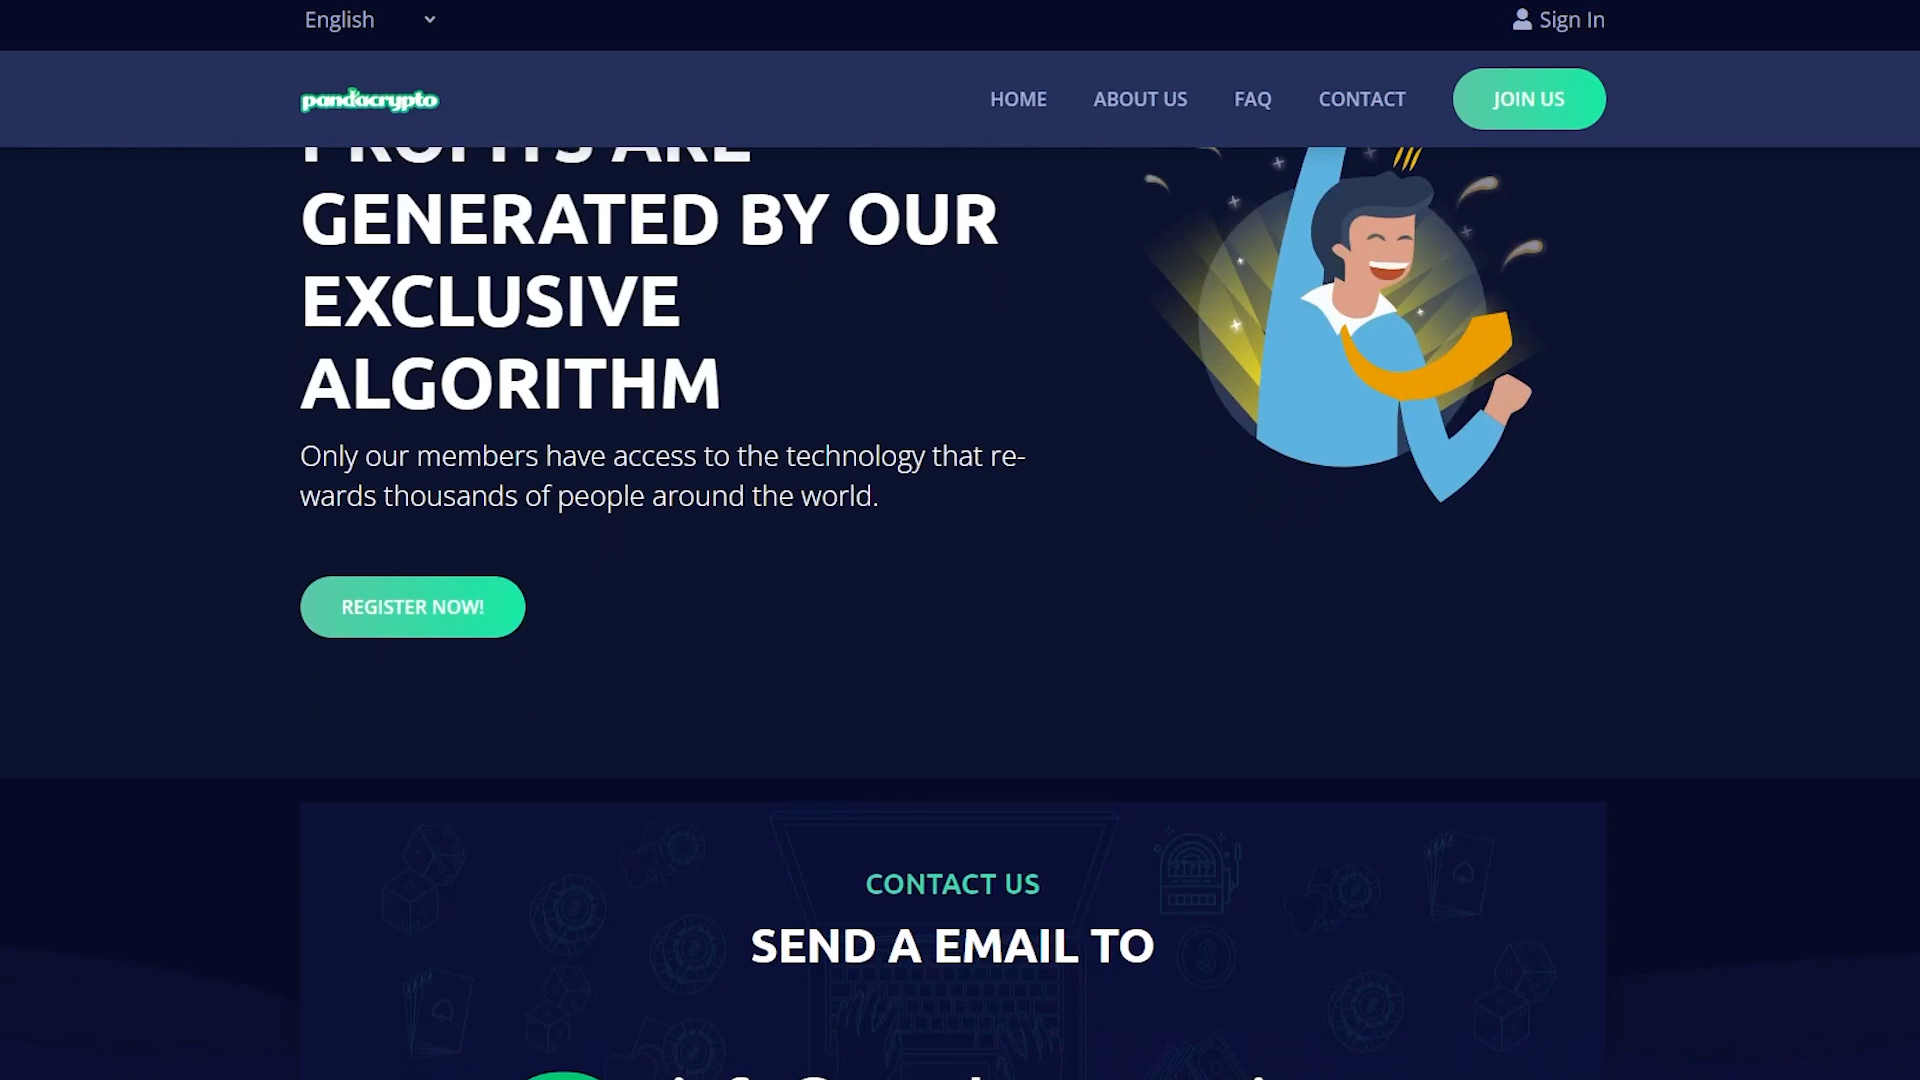 English
Sign In
pandacrypto
HOME
ABOUT US
FAQ
CONTACT
JOIN US
PROFITS ARE
GENERATED BY OUR
EXCLUSIVE
ALGORITHM
Only our members have access to the technology that re-
wards thousands of people around the world.
REGISTER NOW!
CONTACT US
SEND A EMAIL TO